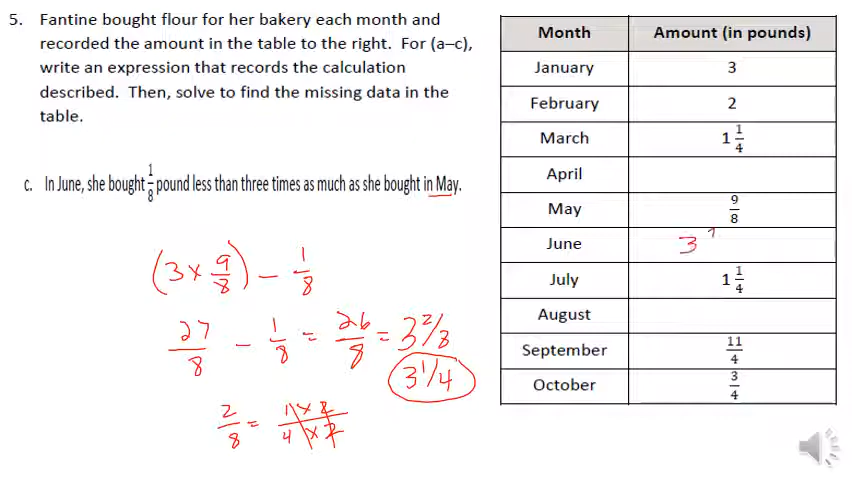 5. Fantine bought flour for her bakery each month and
recorded the amount in the table to the right. For (a–c),
write an expression that records the calculation
described. Then, solve to find the missing data in the
table.
c. In June, she bought 1/8 pound less than three times as much as she bought in May.
(3 × 9/8) − 1/8
27/8 − 1/8 = 26/8 = 3 2/8
3 1/4
2/8 = 1 × 2 / 4 × 2
Month Amount (in pounds)
January 3
February 2
March 1 1/4
April
May 9/8
June 3
July 1 1/4
August
September 11/4
October 3/4